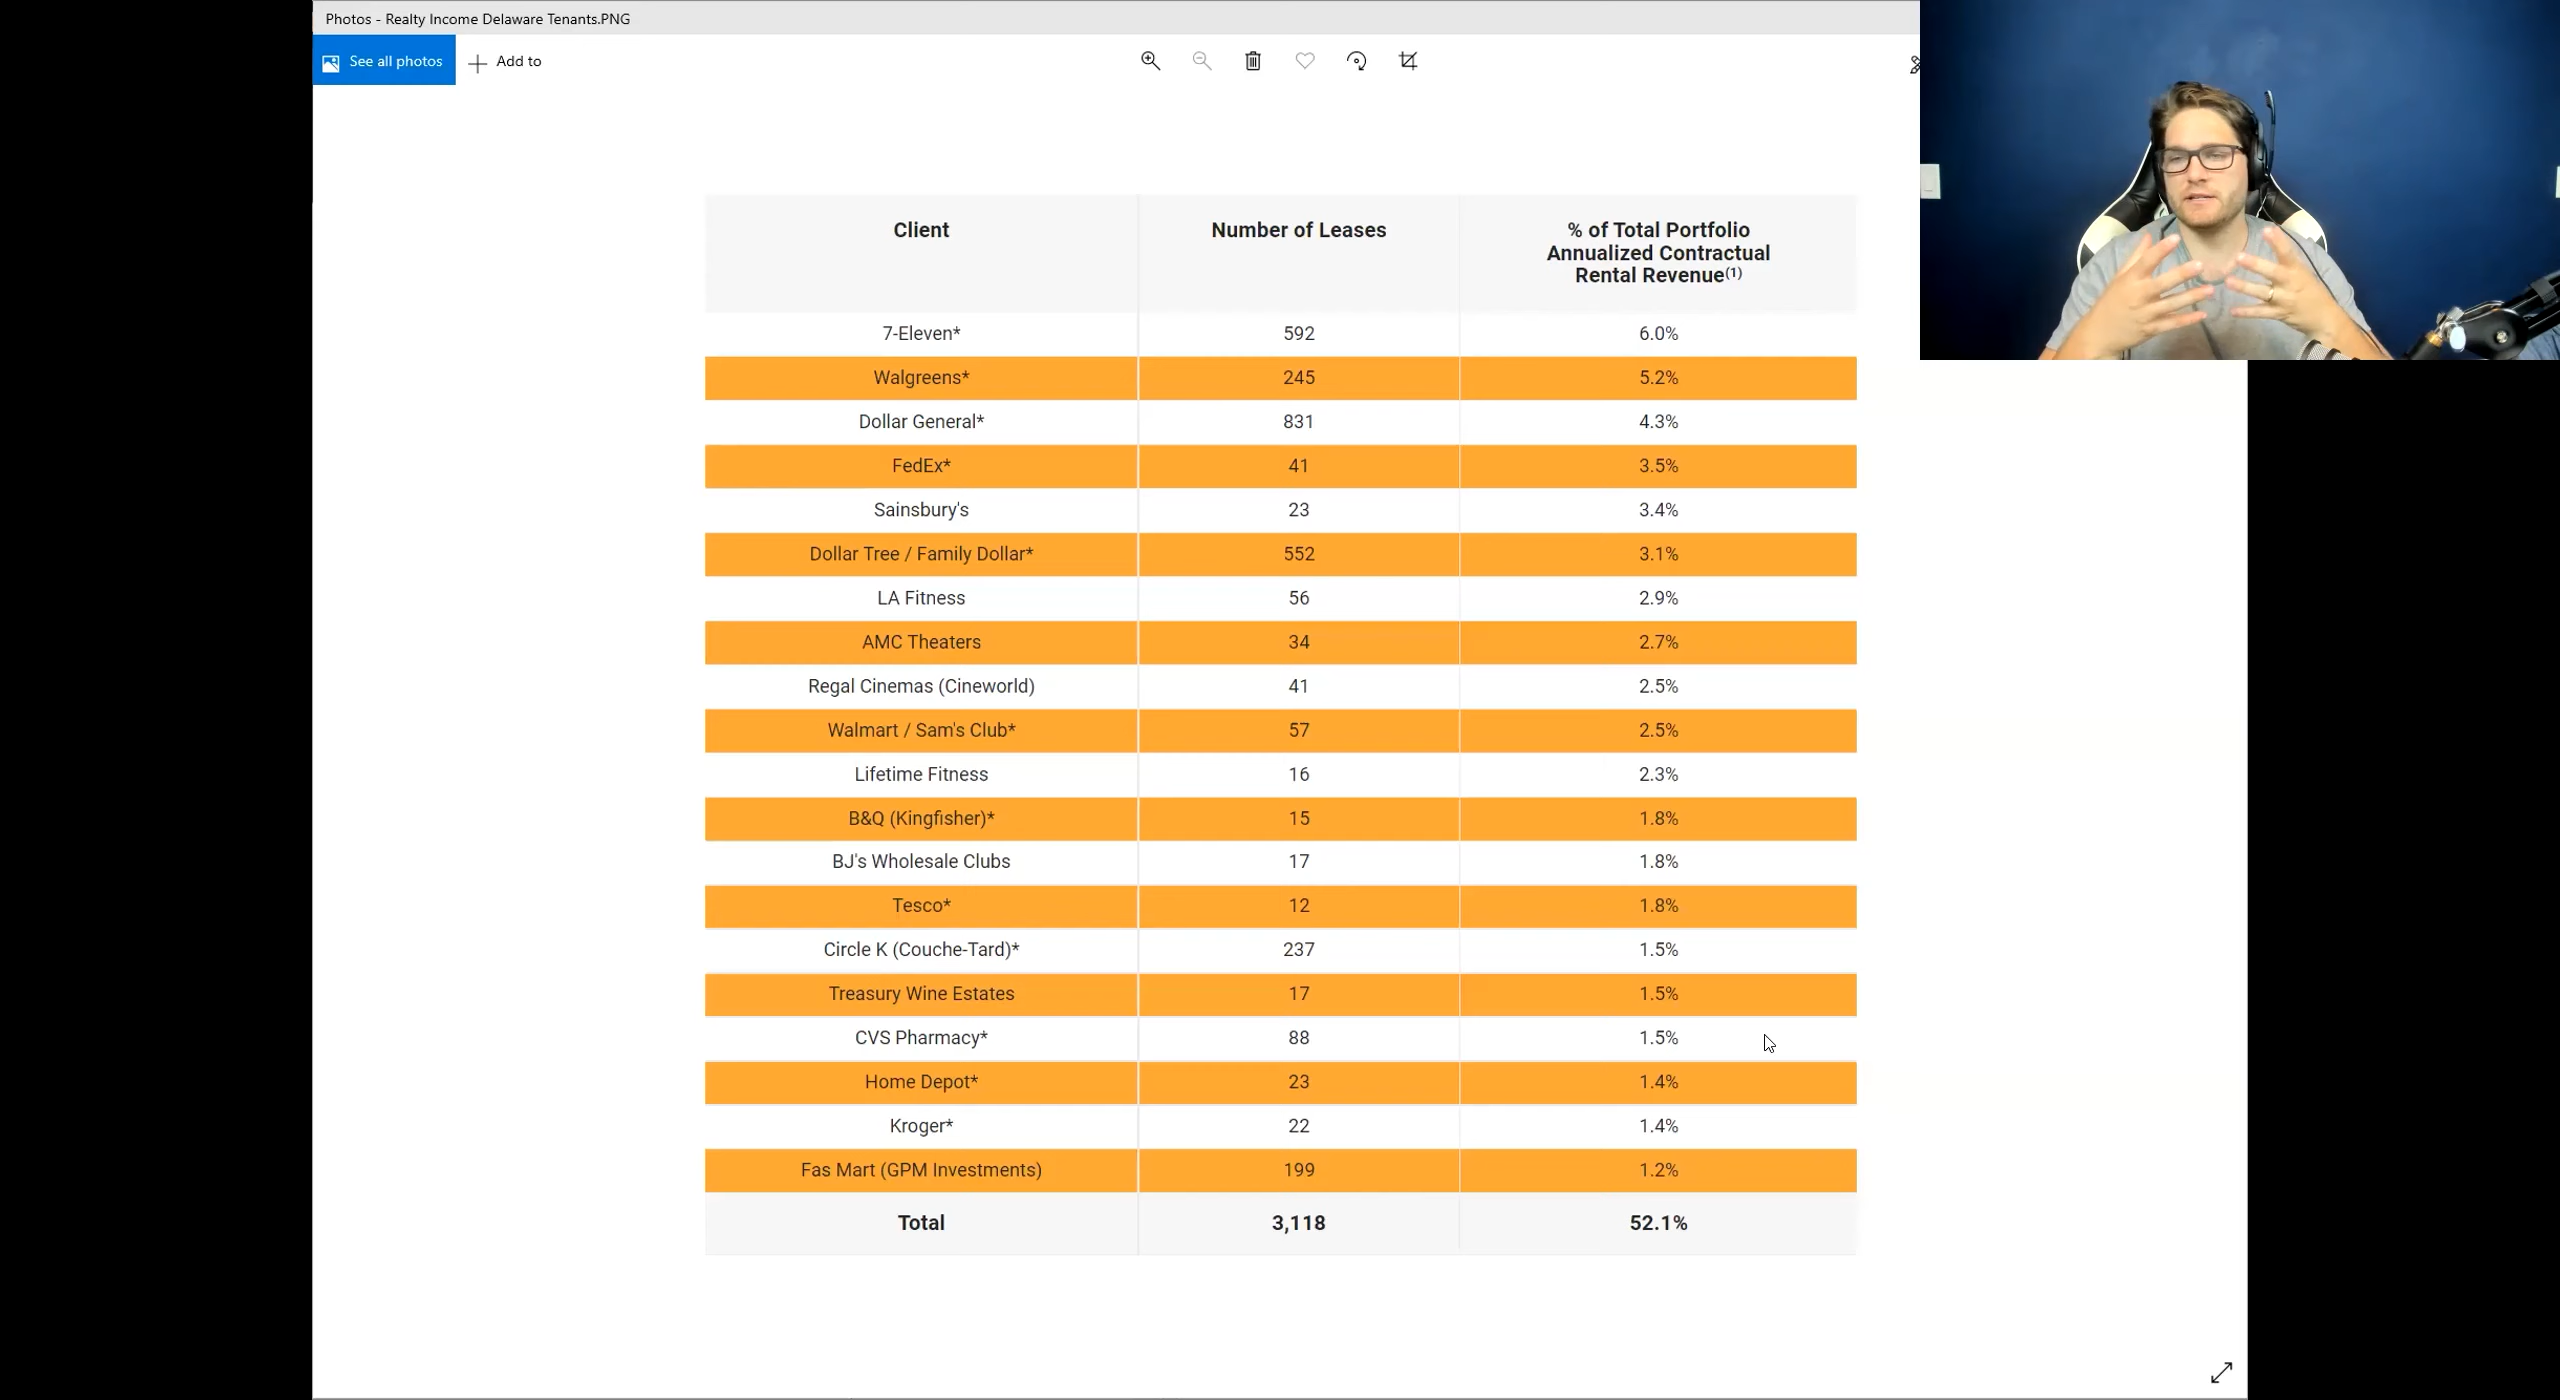 Photos - Realty Income Delaware Tenants.PNG
See all photos
Add to
Client Number of Leases % of Total Portfolio
Annualized Contractual
Rental Revenue(1)
7-Eleven* 592 6.0%
Walgreens* 245 5.2%
Dollar General* 831 4.3%
FedEx* 41 3.5%
Sainsbury's 23 3.4%
Dollar Tree / Family Dollar* 552 3.1%
LA Fitness 56 2.9%
AMC Theaters 34 2.7%
Regal Cinemas (Cineworld) 41 2.5%
Walmart / Sam's Club* 57 2.5%
Lifetime Fitness 16 2.3%
B&Q (Kingfisher)* 15 1.8%
BJ's Wholesale Clubs 17 1.8%
Tesco* 12 1.8%
Circle K (Couche-Tard)* 237 1.5%
Treasury Wine Estates 17 1.5%
CVS Pharmacy* 88 1.5%
Home Depot* 23 1.4%
Kroger* 22 1.4%
Fas Mart (GPM Investments) 199 1.2%
Total 3,118 52.1%